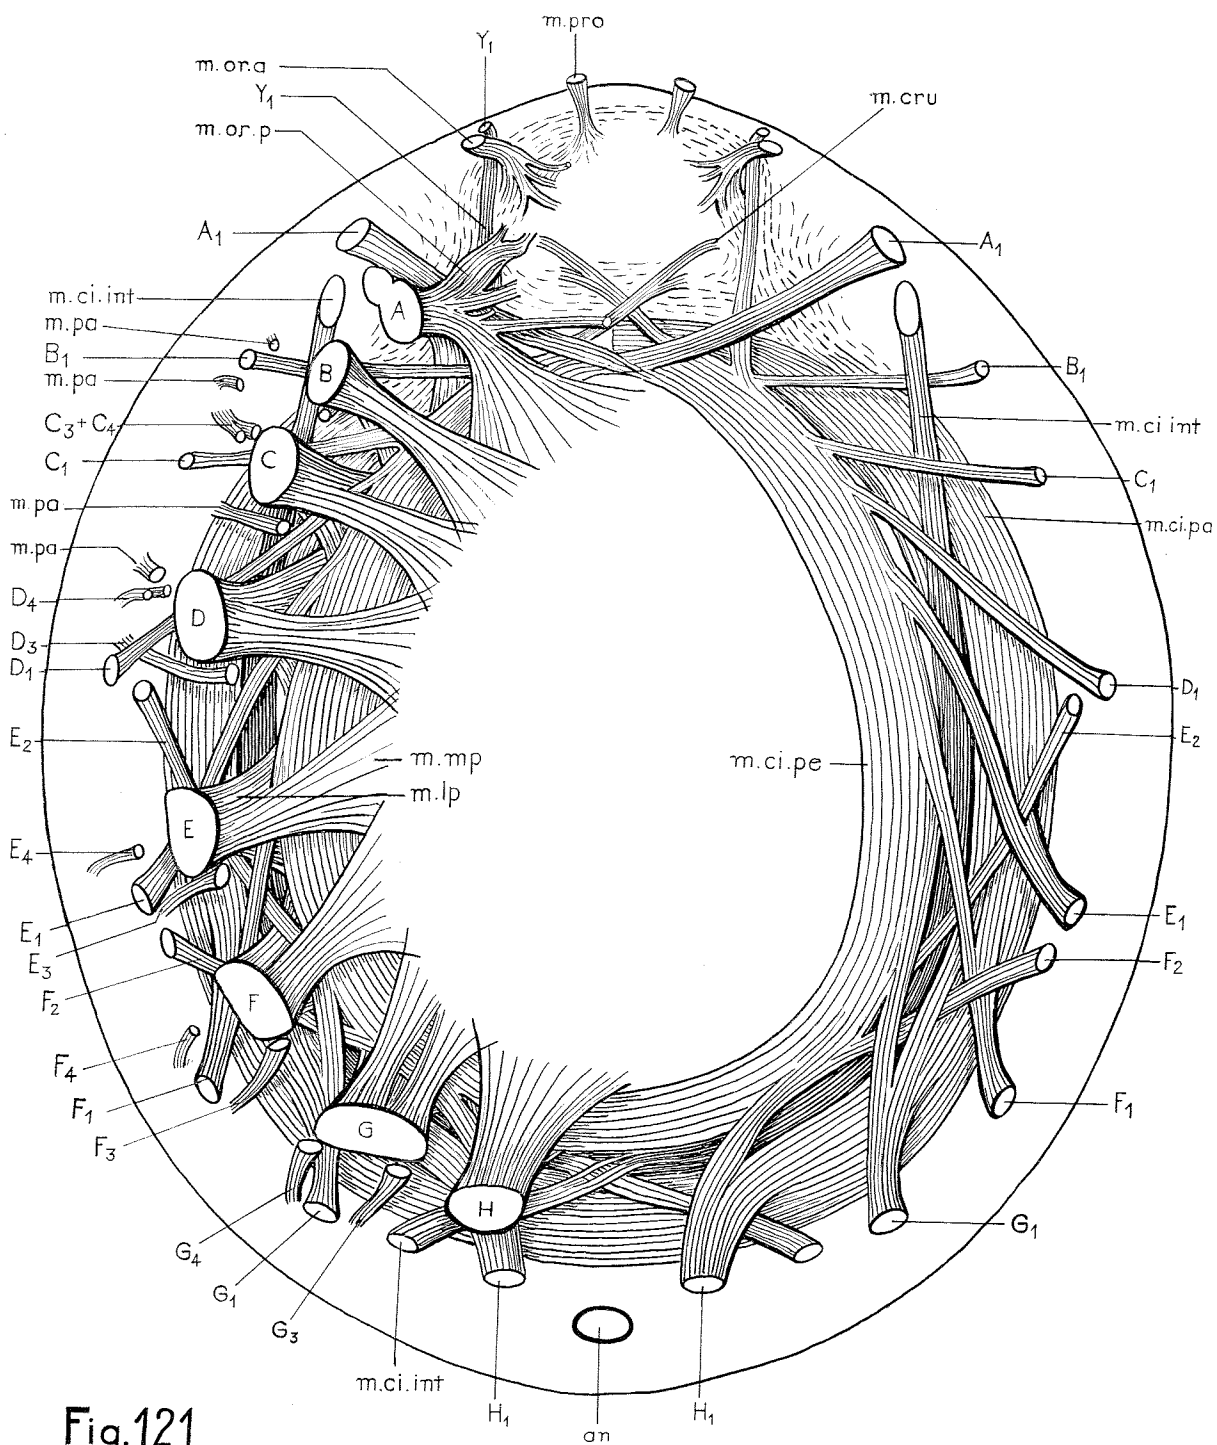 m.pro
Y1
m.or.a
Y1
m.or.p
m.cru
A1
A1
m.ci.int
m.pa
B1
m.pa
C3+C4
C1
m.pa
m.pa
D4
D3
D1
E2
E4
E1
E3
F2
F4
F1
F3
G4
G1
G3
m.ci.int
H1
an
H1
G1
F1
F2
E1
E2
D1
m.ci.pa
C1
m.ci int
B1
A
B
C
D
E
F
G
H
m.mp
m.lp
m.ci.pe
Fig.121